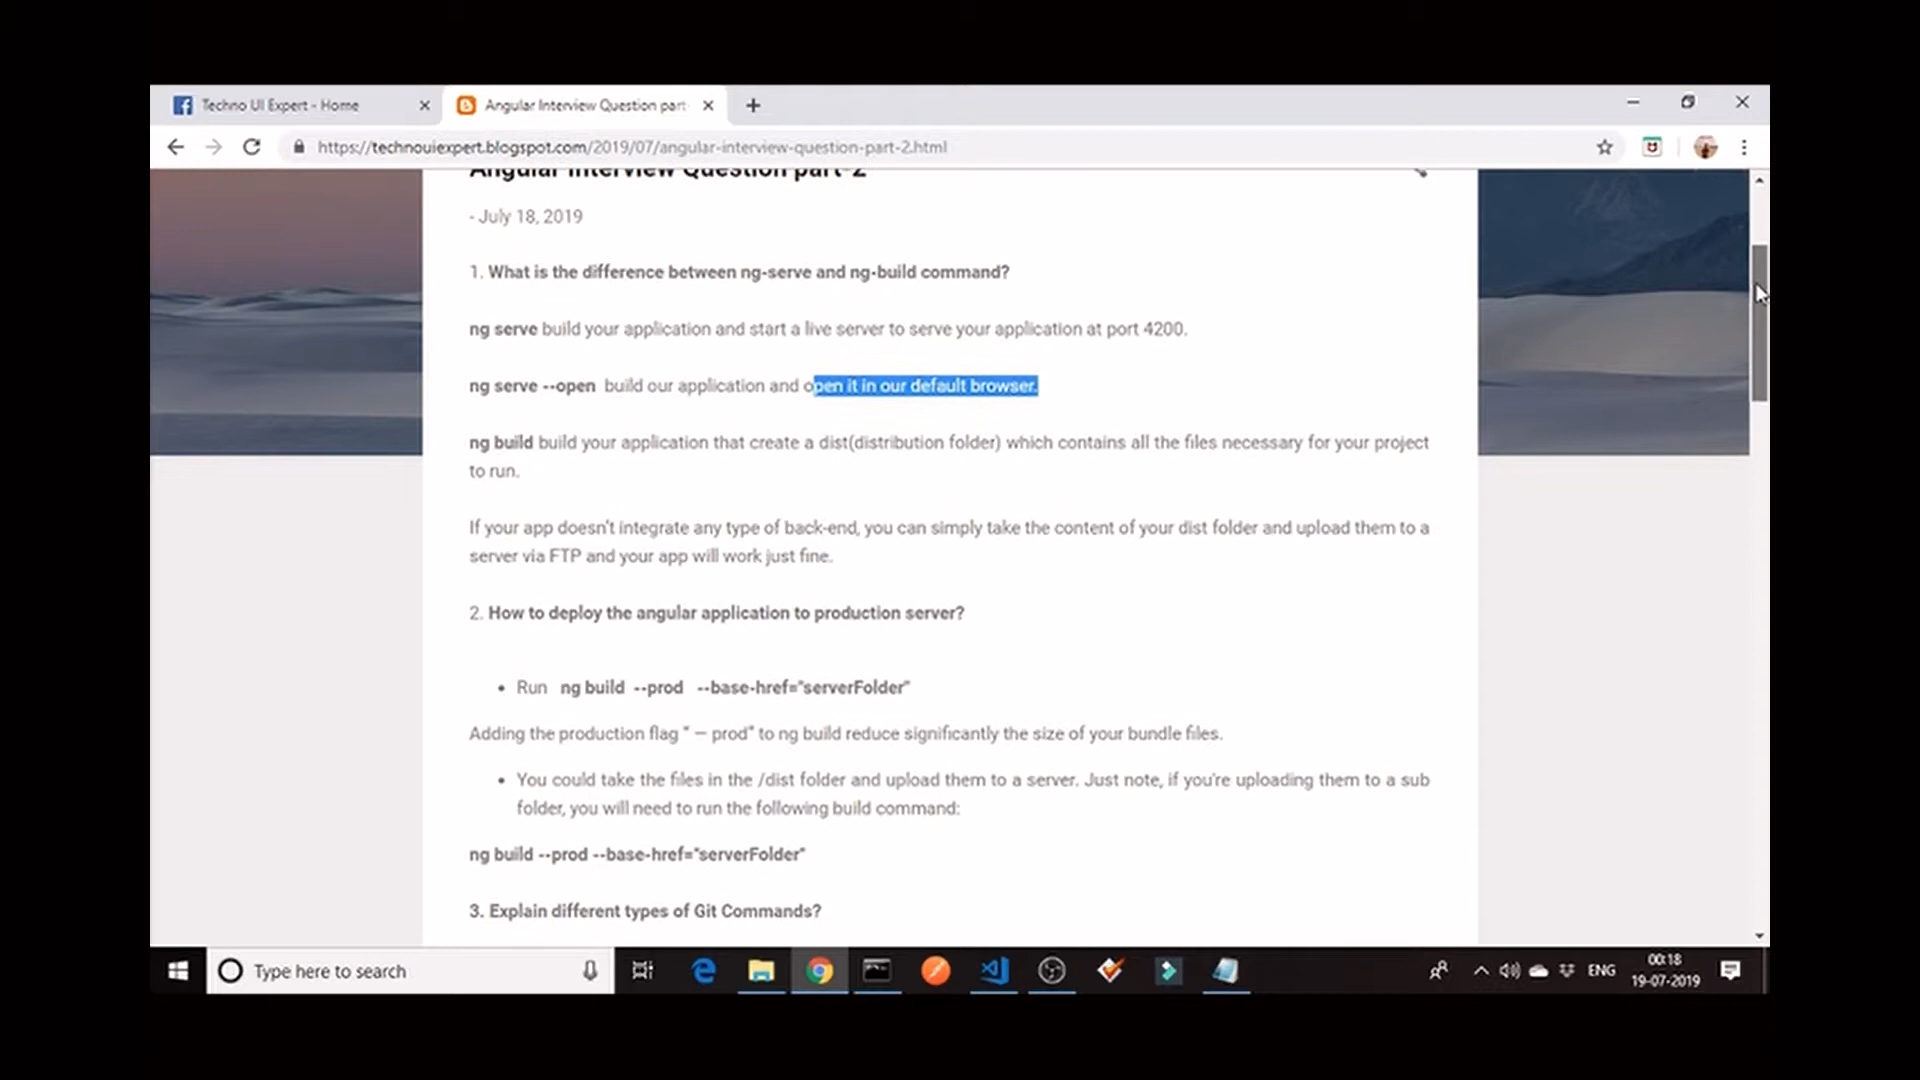 Techno UI Expert - Home
Angular Interview Question part-
https://technouiexpert.blogspot.com/2019/07/angular-interview-question-part-2.html
Angular Interview Question part-2
- July 18, 2019
1. What is the difference between ng-serve and ng-build command?
ng serve build your application and start a live server to serve your application at port 4200.
ng serve --open build our application and open it in our default browser.
ng build build your application that create a dist(distribution folder) which contains all the files necessary for your project
to run.
If your app doesn't integrate any type of back-end, you can simply take the content of your dist folder and upload them to a
server via FTP and your app will work just fine.
2. How to deploy the angular application to production server?
• Run ng build --prod --base-href="serverFolder"
Adding the production flag " — prod" to ng build reduce significantly the size of your bundle files.
• You could take the files in the /dist folder and upload them to a server. Just note, if you're uploading them to a sub
folder, you will need to run the following build command:
ng build --prod --base-href="serverFolder"
3. Explain different types of Git Commands?
Type here to search
ENG
00:18
19-07-2019